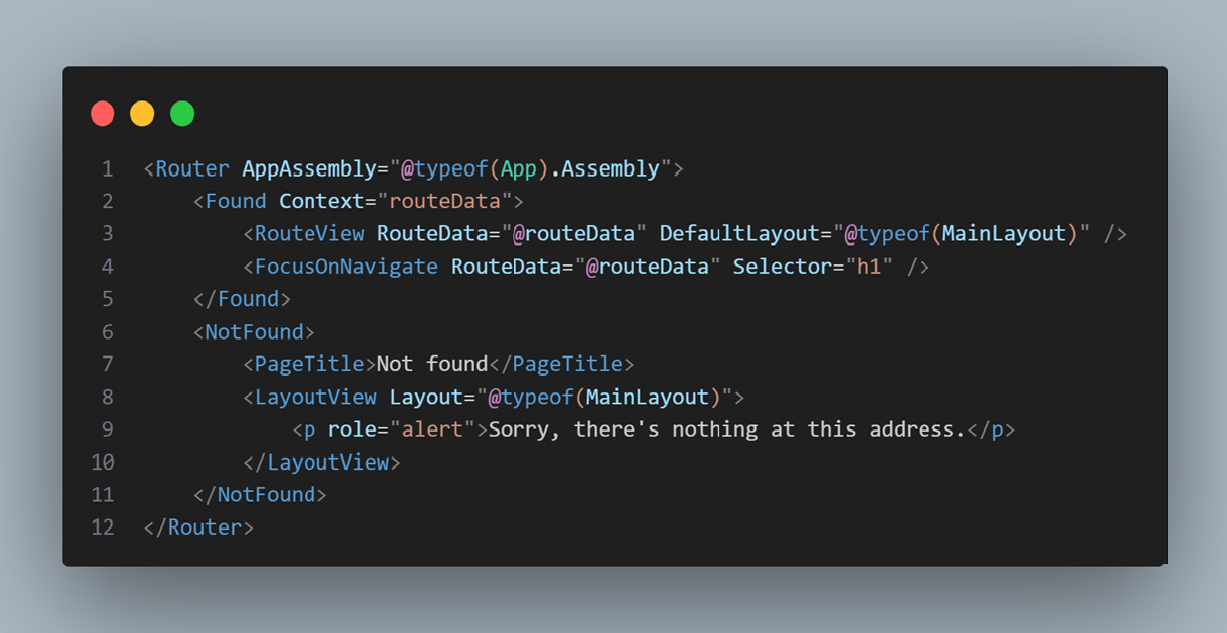 1 <Router AppAssembly="@typeof(App).Assembly">
2 <Found Context="routeData">
3 <RouteView RouteData="@routeData" DefaultLayout="@typeof(MainLayout)" />
4 <FocusOnNavigate RouteData="@routeData" Selector="h1" />
5 </Found>
6 <NotFound>
7 <PageTitle>Not found</PageTitle>
8 <LayoutView Layout="@typeof(MainLayout)">
9 <p role="alert">Sorry, there's nothing at this address.</p>
10 </LayoutView>
11 </NotFound>
12 </Router>